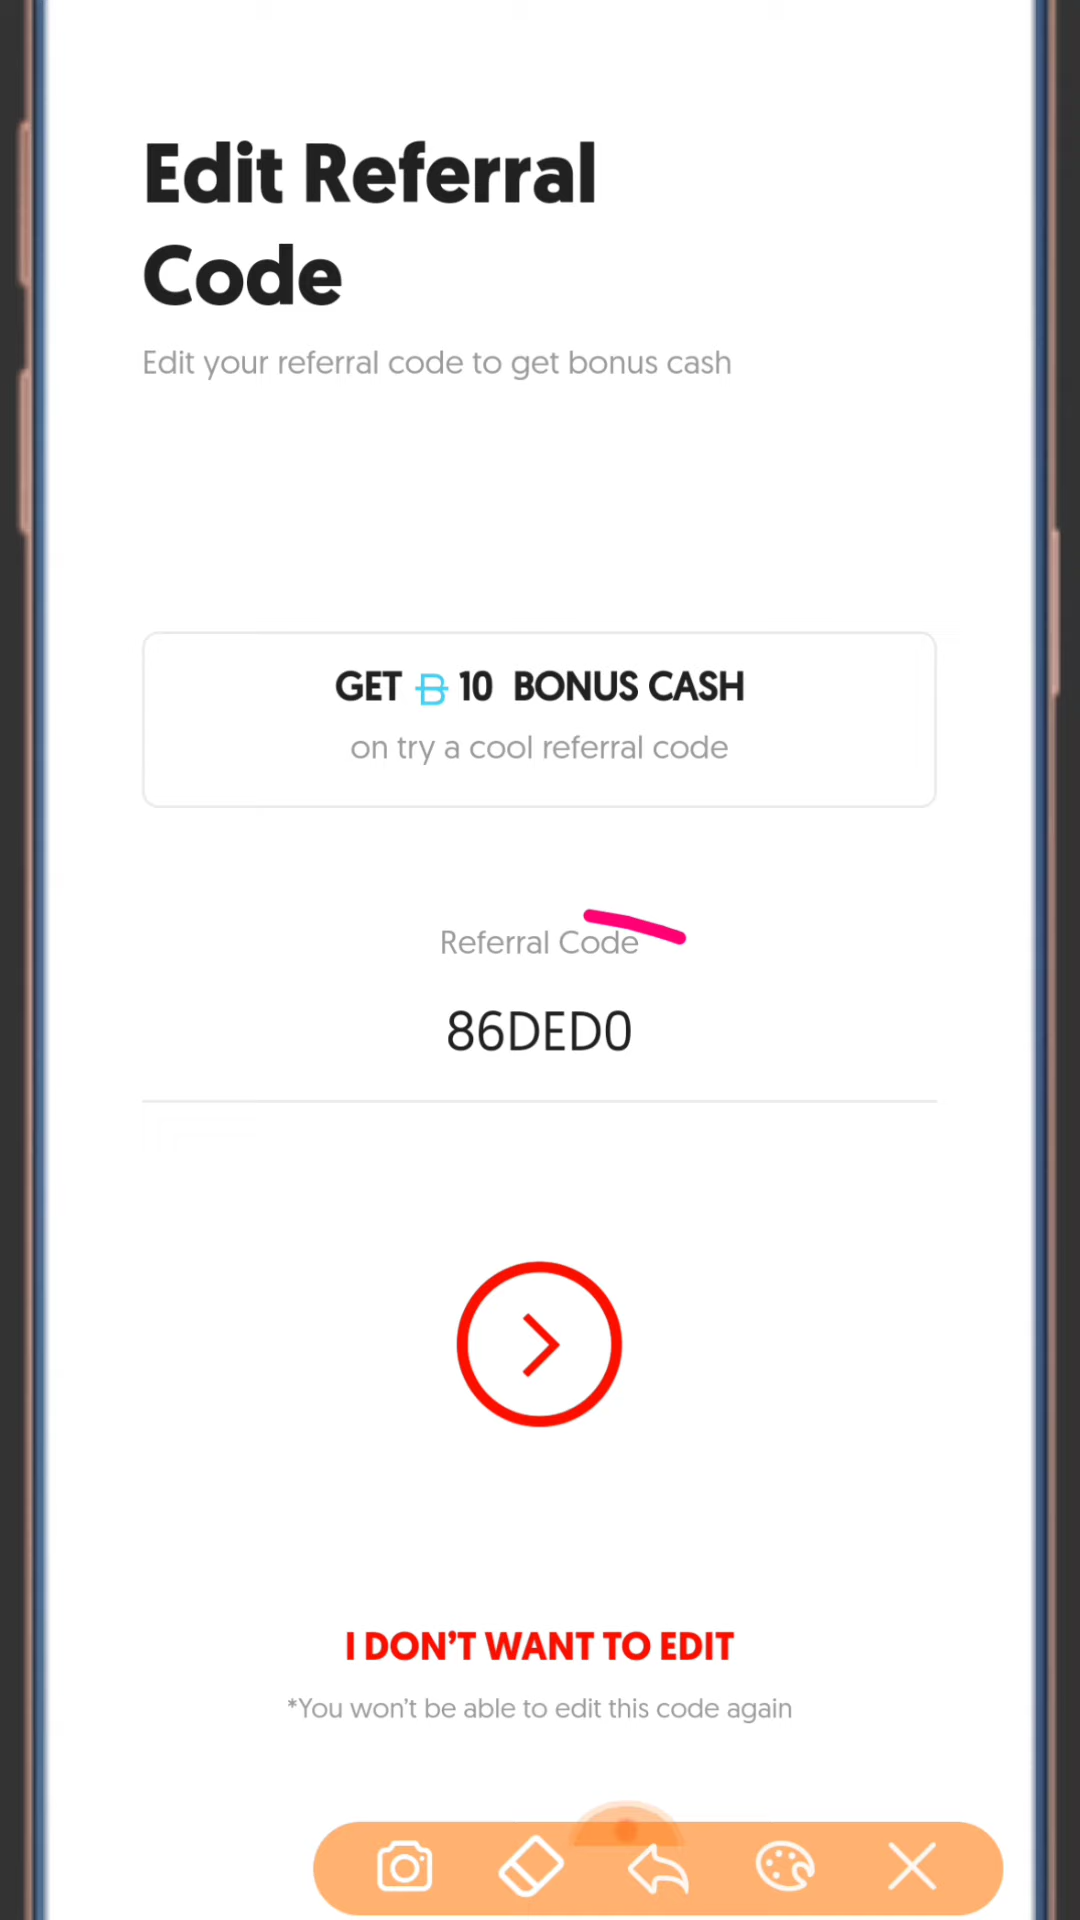 Edit Referral
Code
Edit your referral code to get bonus cash
GET B 10 BONUS CASH
on try a cool referral code
Referral Code
86DED0
I DON'T WANT TO EDIT
*You won't be able to edit this code again